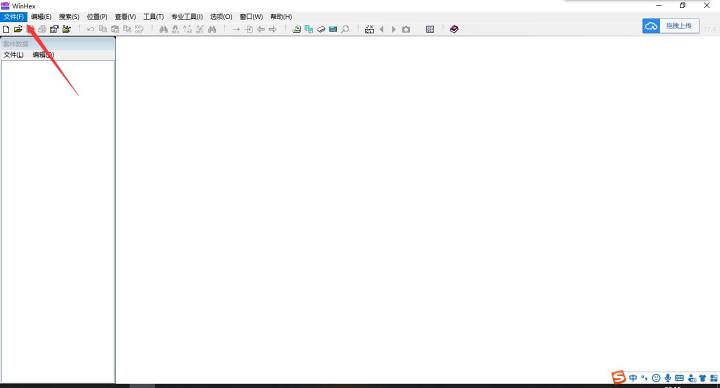 WinHex
文件(F) 编辑(E) 搜索(S) 位置(P) 查看(V) 工具(T) 专业工具(I) 选项(O) 窗口(W) 帮助(H)
拖拽上传
案件数据
文件(L) 编辑(D)
中